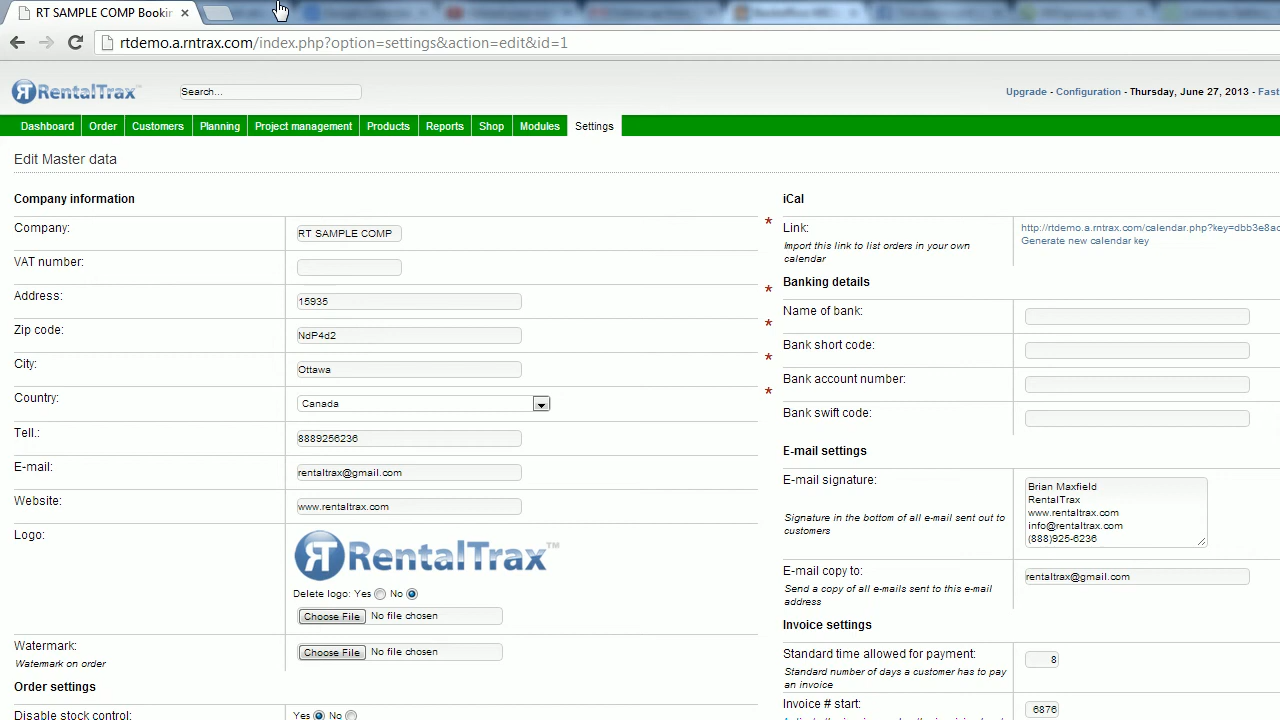 RT SAMPLE COMP Bookin
rtdemo.a.rntrax.com/index.php?option=settings&action=edit&id=1
RentalTrax™
Search...
Upgrade - Configuration - Thursday, June 27, 2013 - Fast
Dashboard Order Customers Planning Project management Products Reports Shop Modules Settings
Edit Master data
Company information
Company: RT SAMPLE COMP *
VAT number:
Address: 15935 *
Zip code: NdP4d2 *
City: Ottawa *
Country: Canada *
Tell.: 8889256236
E-mail: rentaltrax@gmail.com
Website: www.rentaltrax.com
Logo: RentalTrax™
Delete logo: Yes No
Choose File No file chosen
Watermark: Choose File No file chosen
Watermark on order
Order settings
Disable stock control: Yes No
iCal
Link: http://rtdemo.a.rntrax.com/calendar.php?key=dbb3e8ac
Import this link to list orders in your own
calendar
Generate new calendar key
Banking details
Name of bank:
Bank short code:
Bank account number:
Bank swift code:
E-mail settings
E-mail signature:
Signature in the bottom of all e-mail sent out to
customers
Brian Maxfield
RentalTrax
www.rentaltrax.com
info@rentaltrax.com
(888)925-6236
E-mail copy to: rentaltrax@gmail.com
Send a copy of all e-mails sent to this e-mail
address
Invoice settings
Standard time allowed for payment: 8
Standard number of days a customer has to pay
an invoice
Invoice # start: 6876